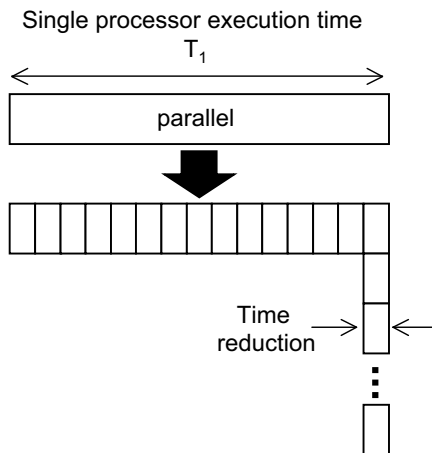 Single processor execution time
T₁
parallel
Time
reduction